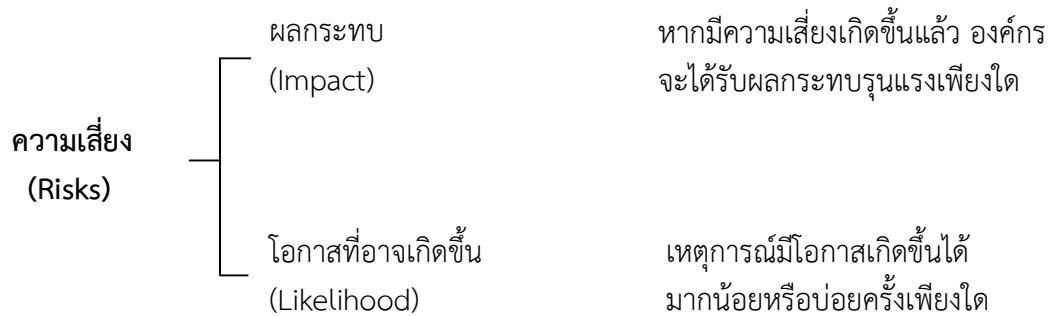 ผลกระทบ
(Impact)
หากมีความเสี่ยงเกิดขึ้นแล้ว องค์กร
จะได้รับผลกระทบรุนแรงเพียงใด
ความเสี่ยง
(Risks)
โอกาสที่อาจเกิดขึ้น
(Likelihood)
เหตุการณ์มีโอกาสเกิดขึ้นได้
มากน้อยหรือบ่อยครั้งเพียงใด